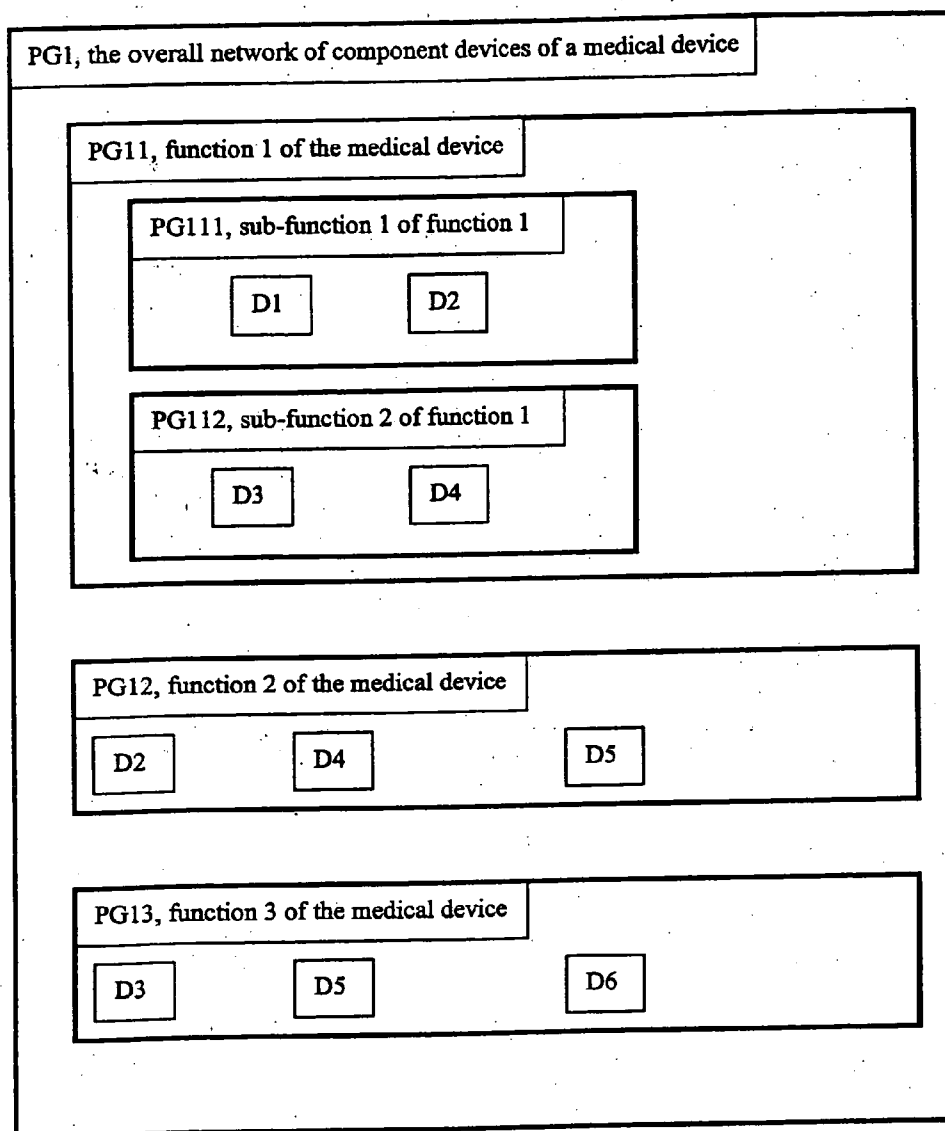 PG1, the overall network of component devices of a medical device
PG11, function 1 of the medical device
PG111, sub-function 1 of function 1
D1 D2
PG112, sub-function 2 of function 1
D3 D4
PG12, function 2 of the medical device
D2 D4 D5
PG13, function 3 of the medical device
D3 D5 D6